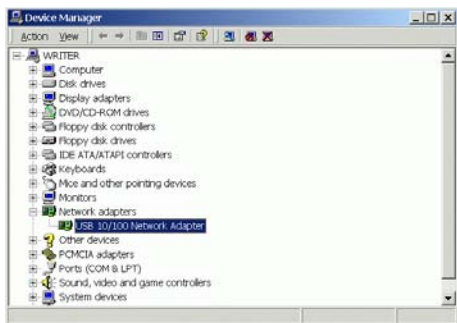 Device Manager
Action View
WRITER
Computer
Disk drives
Display adapters
DVD/CD-ROM drives
Floppy disk controllers
Floppy disk drives
IDE ATA/ATAPI controllers
Keyboards
Mice and other pointing devices
Monitors
Network adapters
USB 10/100 Network Adapter
Other devices
PCMCIA adapters
Ports (COM & LPT)
Sound, video and game controllers
System devices